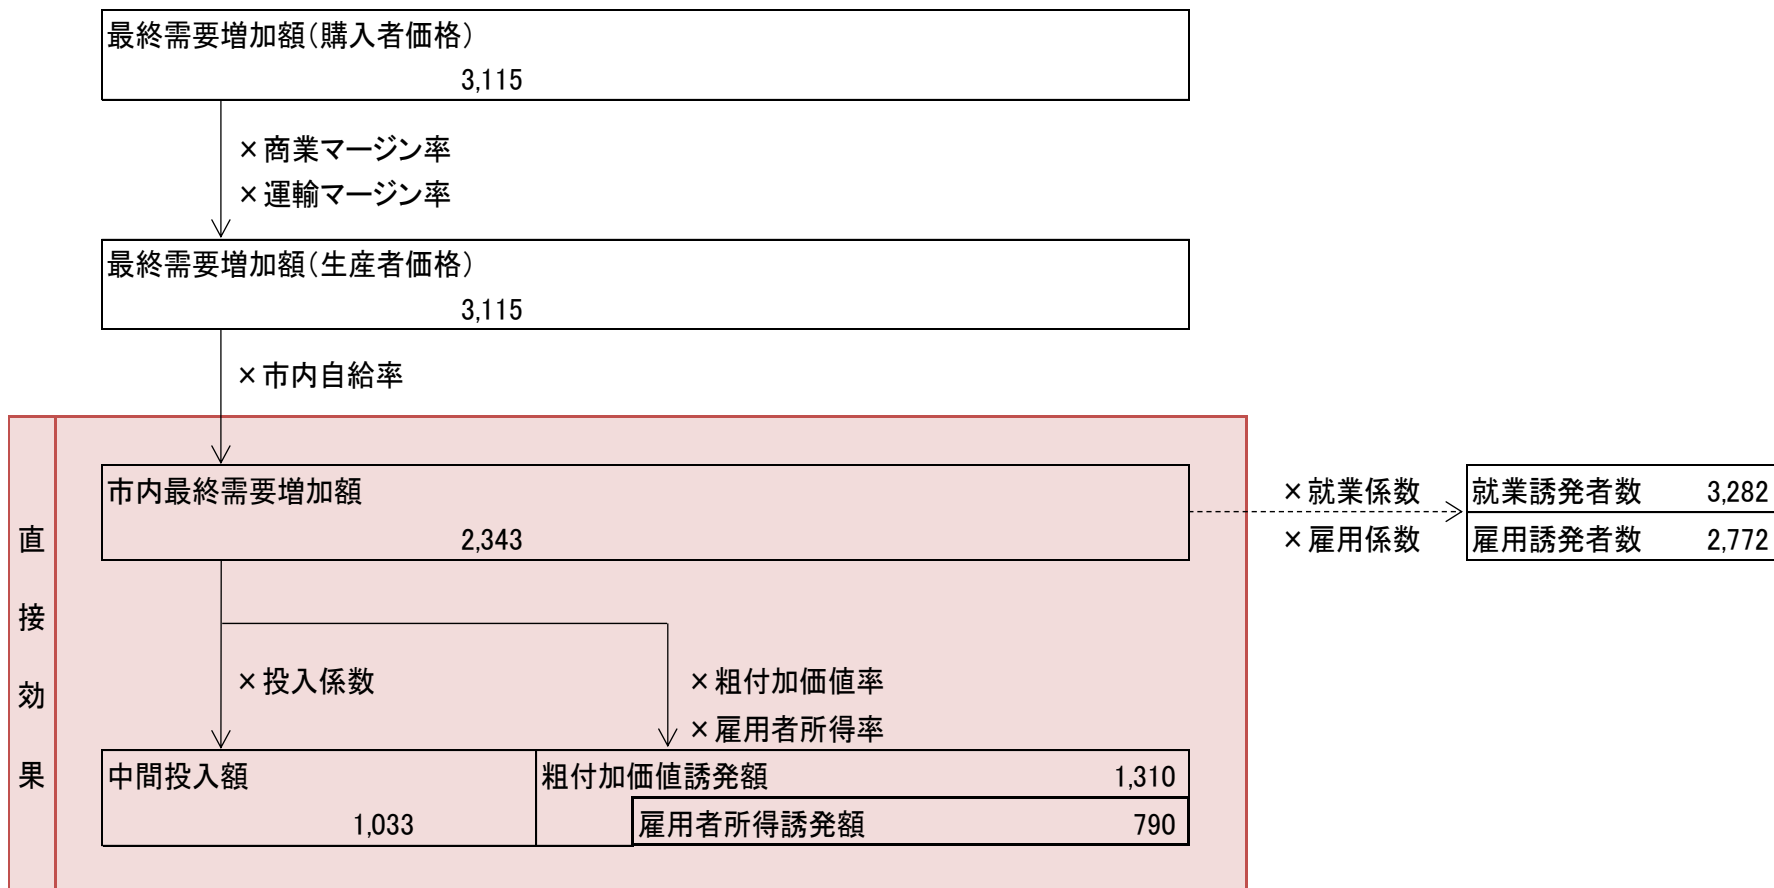 最終需要増加額(購入者価格)
3,115
×商業マージン率
×運輸マージン率
最終需要増加額(生産者価格)
3,115
×市内自給率
直接効果
市内最終需要増加額
2,343
×就業係数
×雇用係数
就業誘発者数 3,282
雇用誘発者数 2,772
×投入係数
×粗付加価値率
×雇用者所得率
中間投入額
1,033
粗付加価値誘発額 1,310
雇用者所得誘発額 790